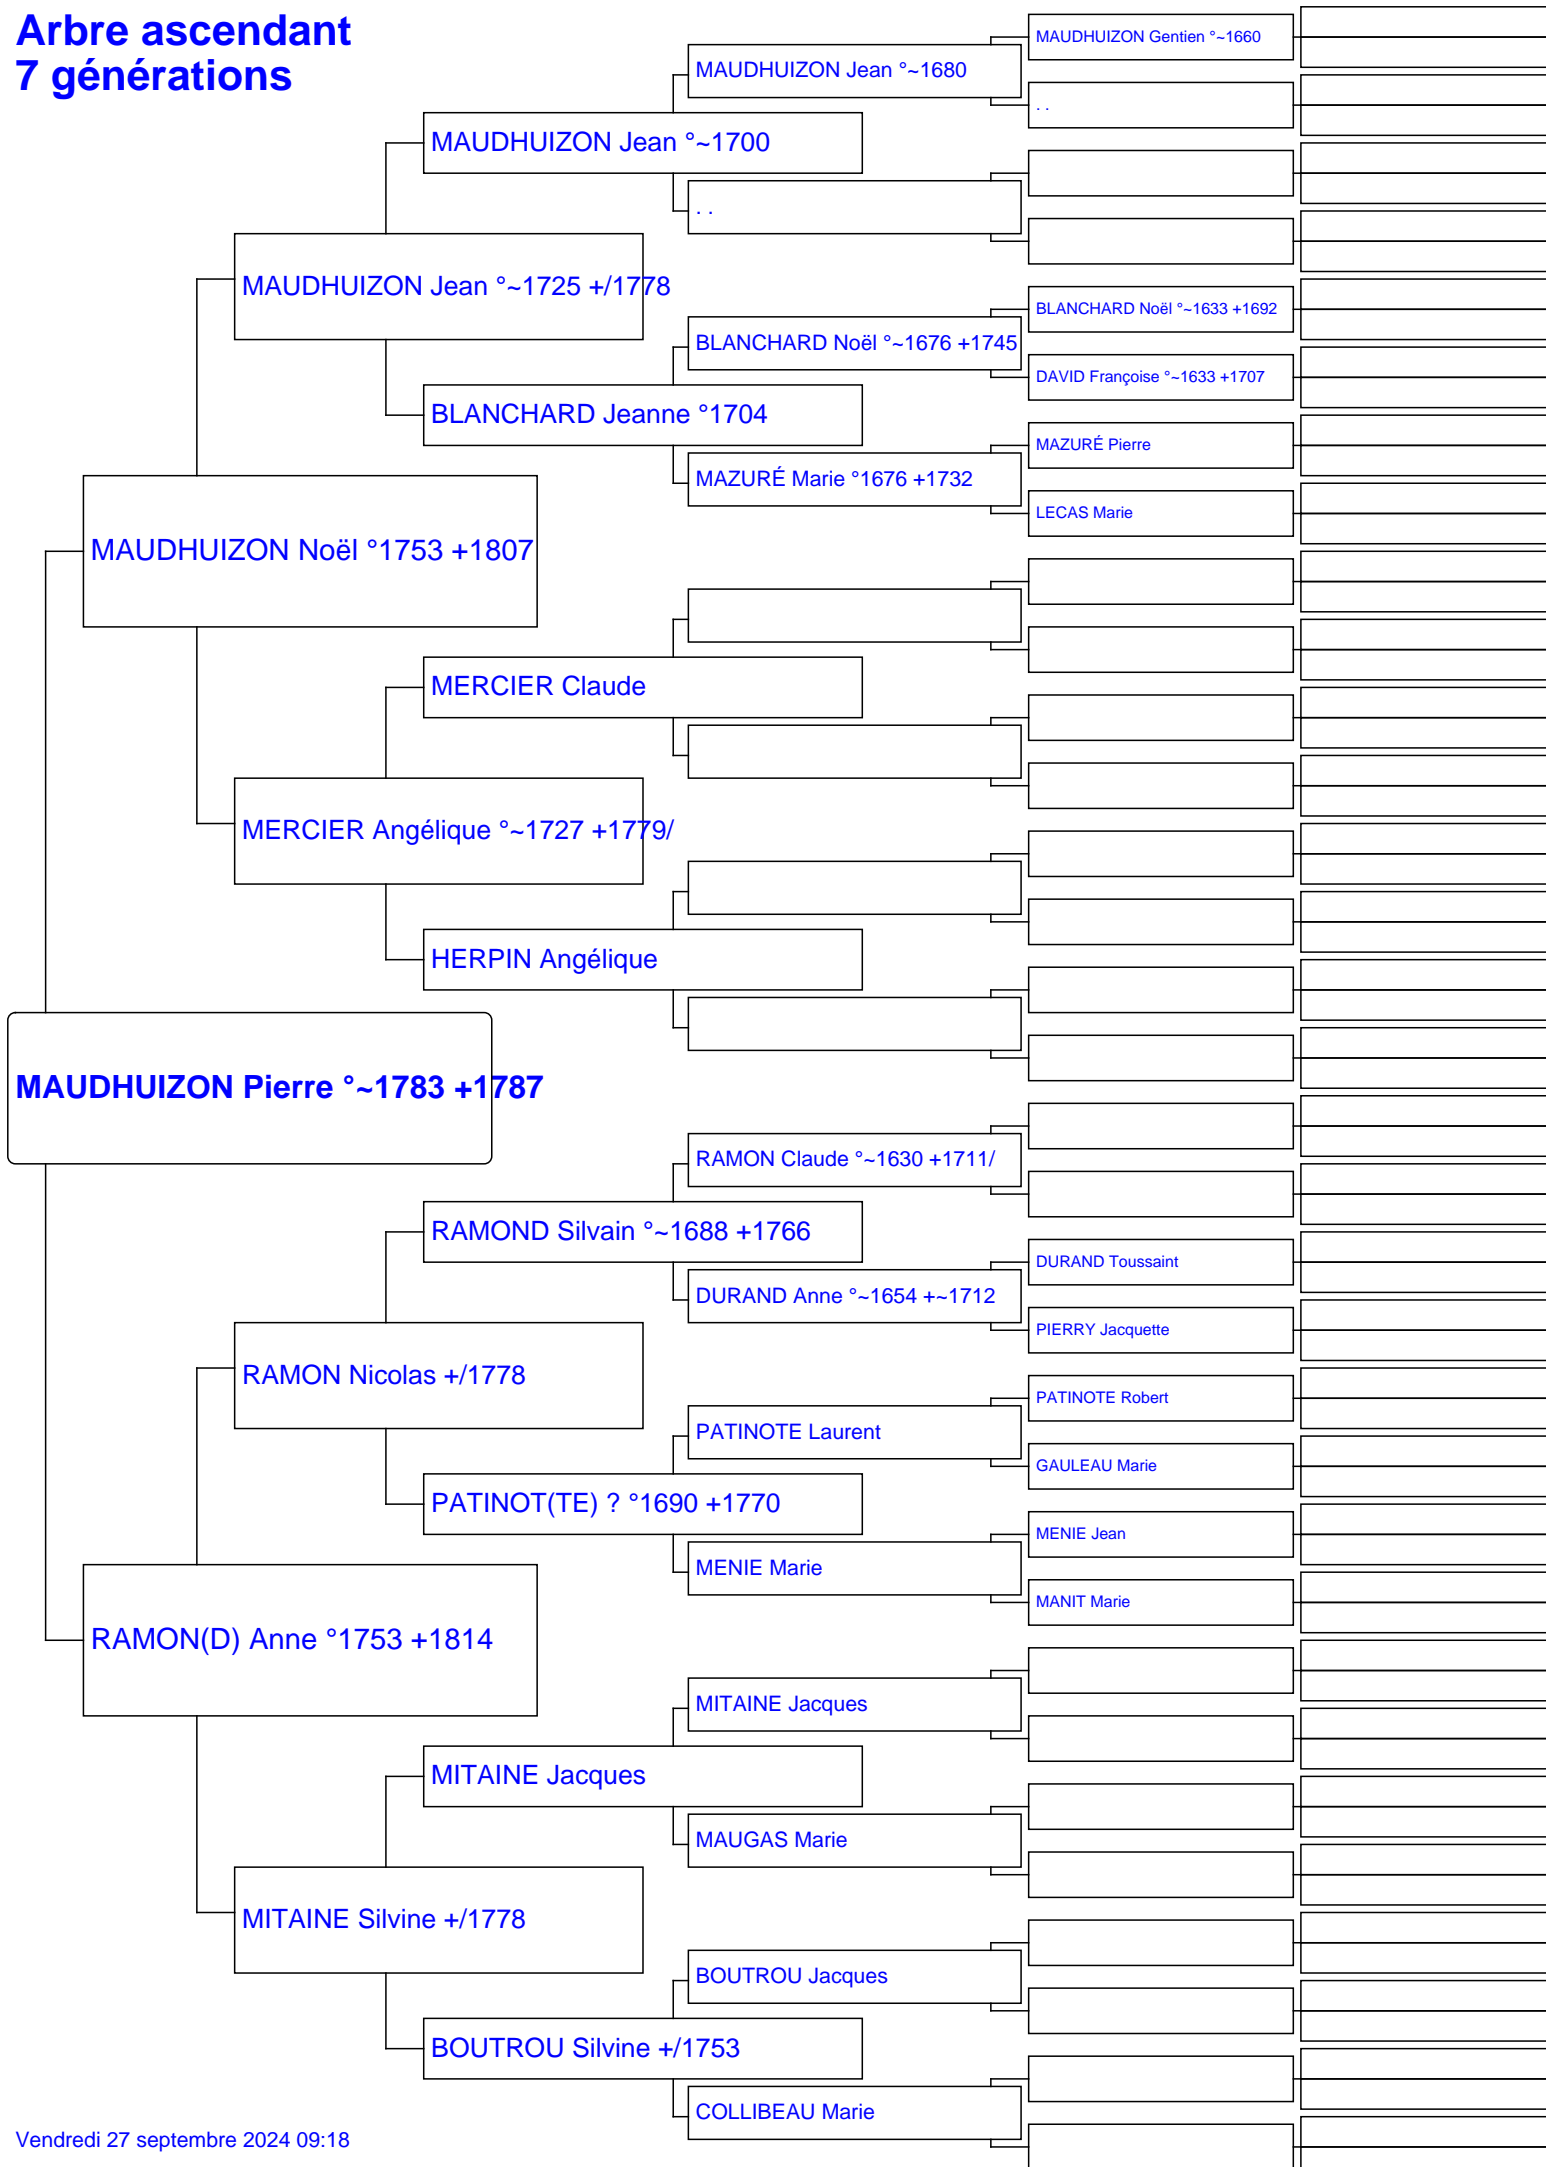 Arbre ascendant
7 générations
MAUDHUIZON Gentien °~1660
MAUDHUIZON Jean °~1680
. .
MAUDHUIZON Jean °~1700
. .
MAUDHUIZON Jean °~1725 +/1778
BLANCHARD Noël °~1633 +1692
BLANCHARD Noël °~1676 +1745
DAVID Françoise °~1633 +1707
BLANCHARD Jeanne °1704
MAZURÉ Pierre
MAZURÉ Marie °1676 +1732
LECAS Marie
MAUDHUIZON Noël °1753 +1807
MERCIER Claude
MERCIER Angélique °~1727 +1779/
HERPIN Angélique
MAUDHUIZON Pierre °~1783 +1787
RAMON Claude °~1630 +1711/
RAMOND Silvain °~1688 +1766
DURAND Toussaint
DURAND Anne °~1654 +~1712
PIERRY Jacquette
RAMON Nicolas +/1778
PATINOTE Robert
PATINOTE Laurent
GAULEAU Marie
PATINOT(TE) ? °1690 +1770
MENIE Jean
MENIE Marie
MANIT Marie
RAMON(D) Anne °1753 +1814
MITAINE Jacques
MITAINE Jacques
MAUGAS Marie
MITAINE Silvine +/1778
BOUTROU Jacques
BOUTROU Silvine +/1753
COLLIBEAU Marie
Vendredi 27 septembre 2024 09:18